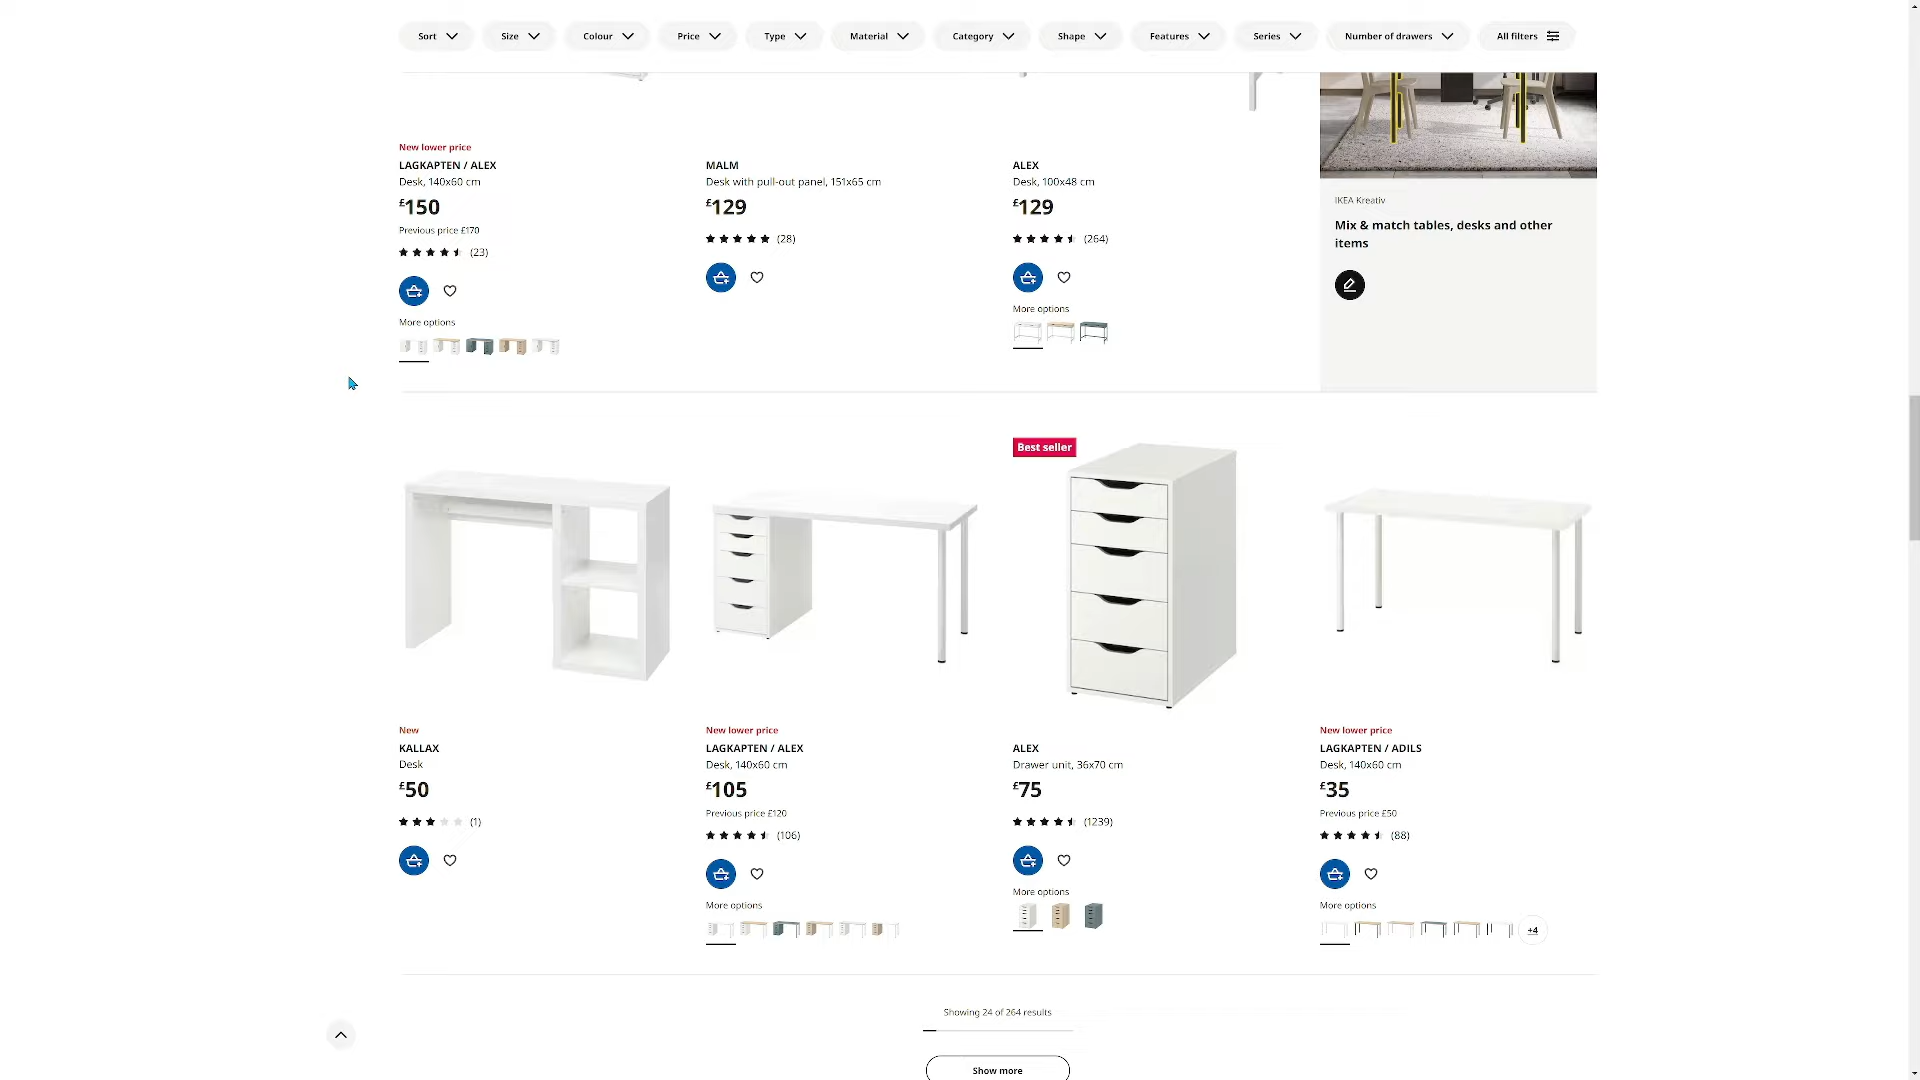 Sort
Size
Colour
Price
Type
Material
Category
Shape
Features
Series
Number of drawers
All filters
New lower price
LAGKAPTEN / ALEX
Desk, 140x60 cm
£150
Previous price £170
(23)
More options
MALM
Desk with pull-out panel, 151x65 cm
£129
(28)
ALEX
Desk, 100x48 cm
£129
(264)
More options
IKEA Kreativ
Mix & match tables, desks and other
items
New
KALLAX
Desk
£50
(1)
New lower price
LAGKAPTEN / ALEX
Desk, 140x60 cm
£105
Previous price £120
(106)
More options
Best seller
ALEX
Drawer unit, 36x70 cm
£75
(1239)
More options
New lower price
LAGKAPTEN / ADILS
Desk, 140x60 cm
£35
Previous price £50
(88)
More options
+4
Showing 24 of 264 results
Show more